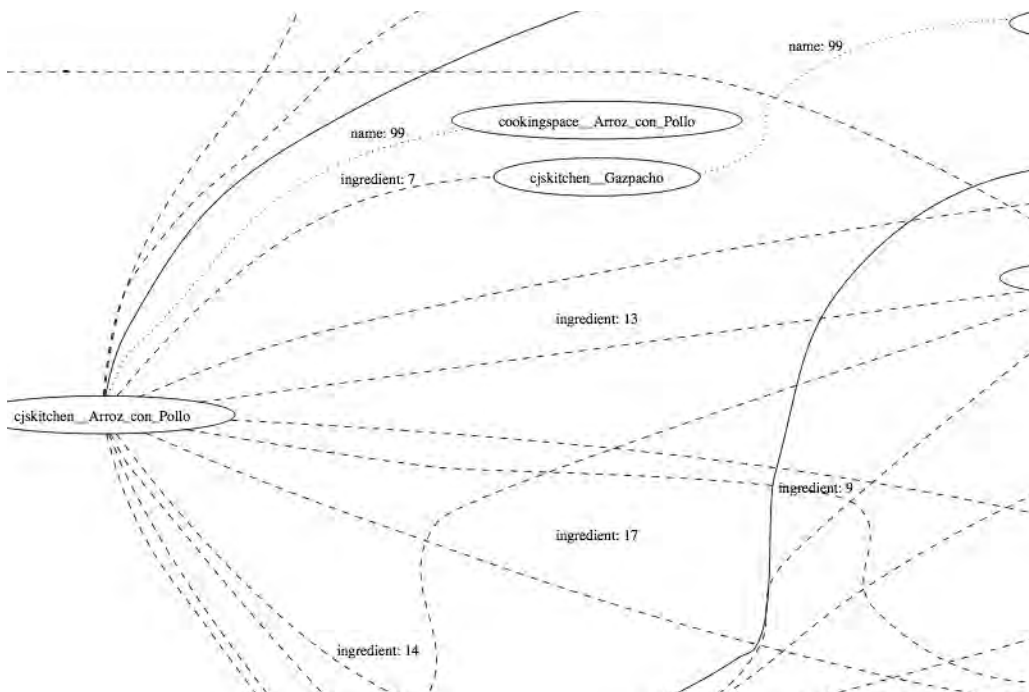 name: 99
cookingspace__Arroz_con_Pollo
name: 99
cjskitchen__Gazpacho
ingredient: 7
ingredient: 13
cjskitchen__Arroz_con_Pollo
ingredient: 9
ingredient: 17
ingredient: 14